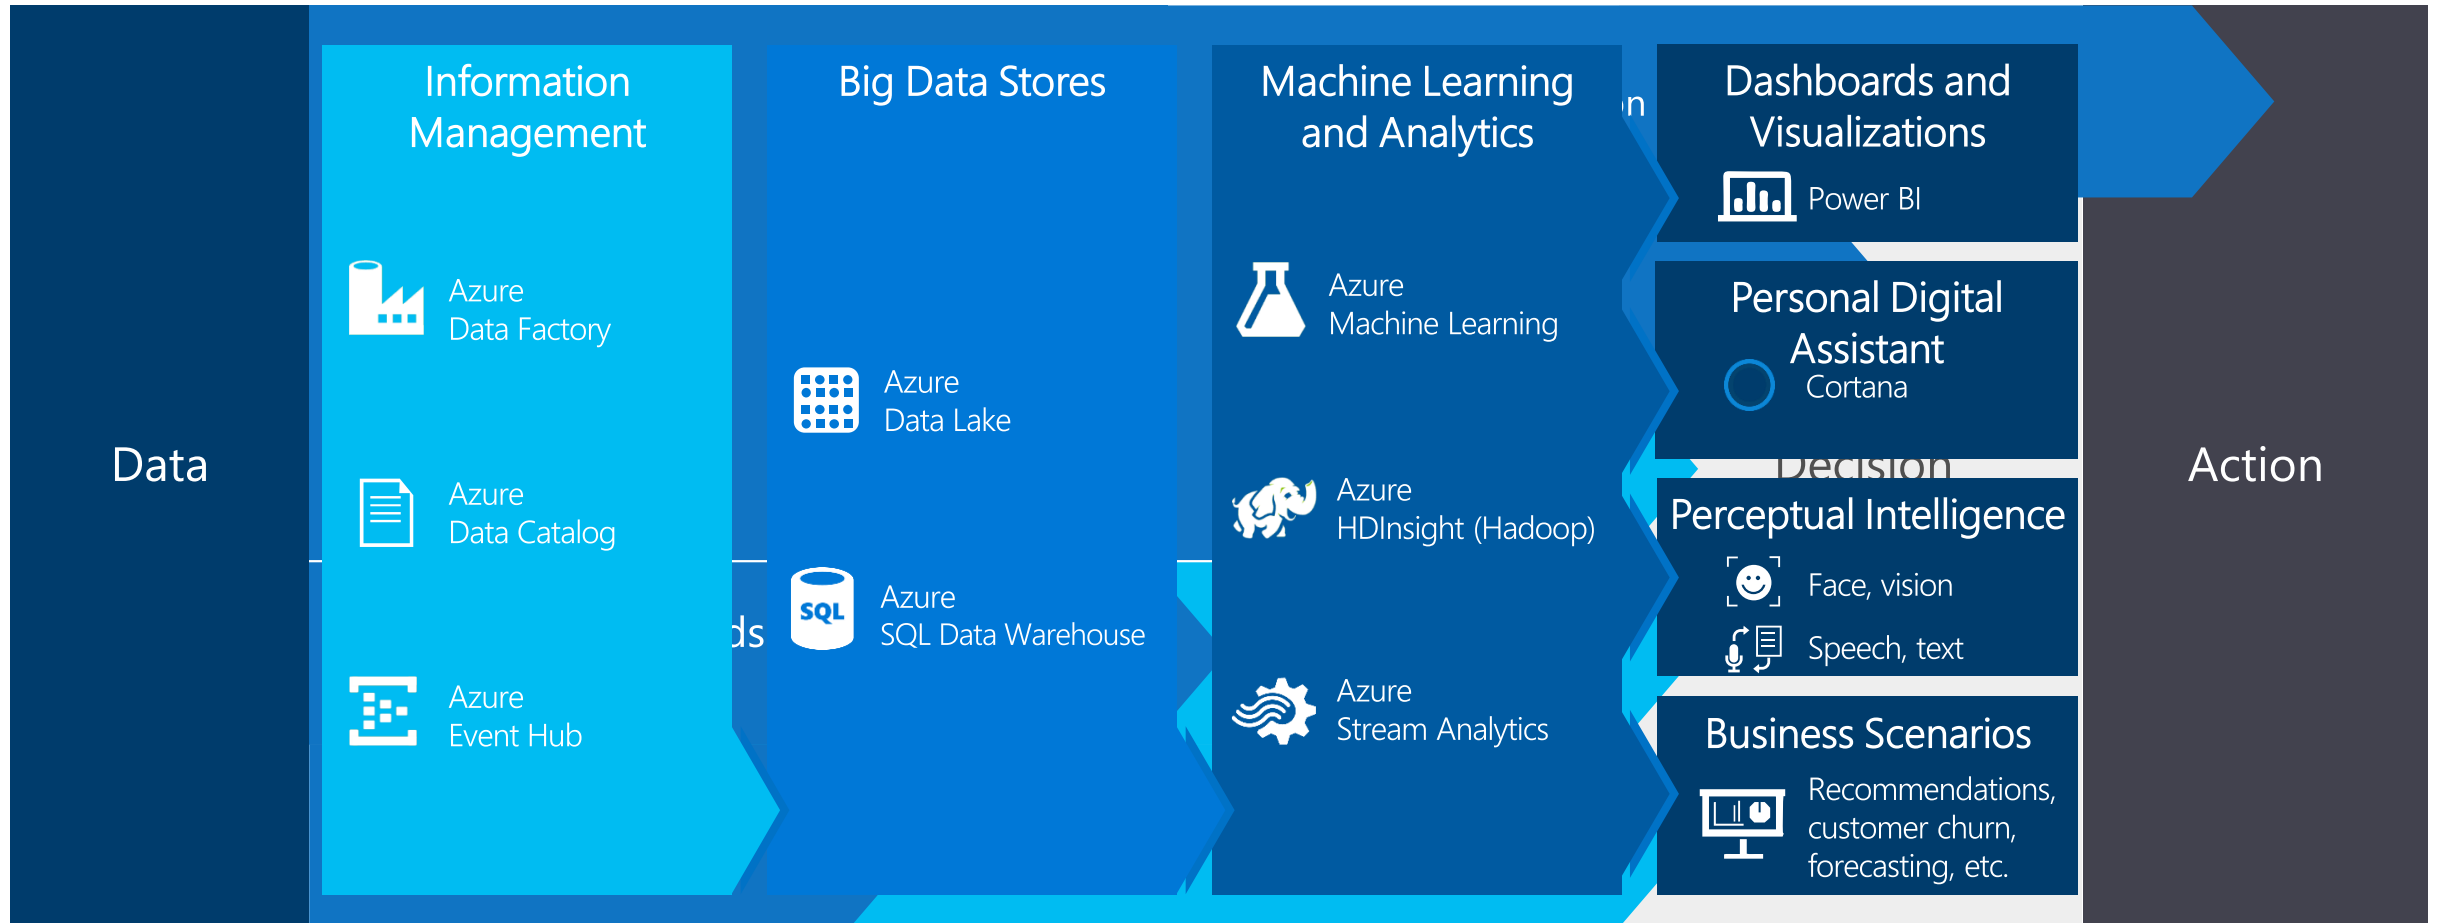 Data
Information
Management
Azure
Data Factory
Azure
Data Catalog
Azure
Event Hub
Big Data Stores
Azure
Data Lake
Azure
SQL
SQL Data Warehouse
Machine Learning
and Analytics
Azure
Machine Learning
Azure
HDInsight (Hadoop)
Azure
Stream Analytics
Dashboards and
Visualizations
Power BI
Personal Digital
Assistant
Cortana
Decision
Perceptual Intelligence
Face, vision
Speech, text
Business Scenarios
Recommendations,
customer churn,
forecasting, etc.
Action